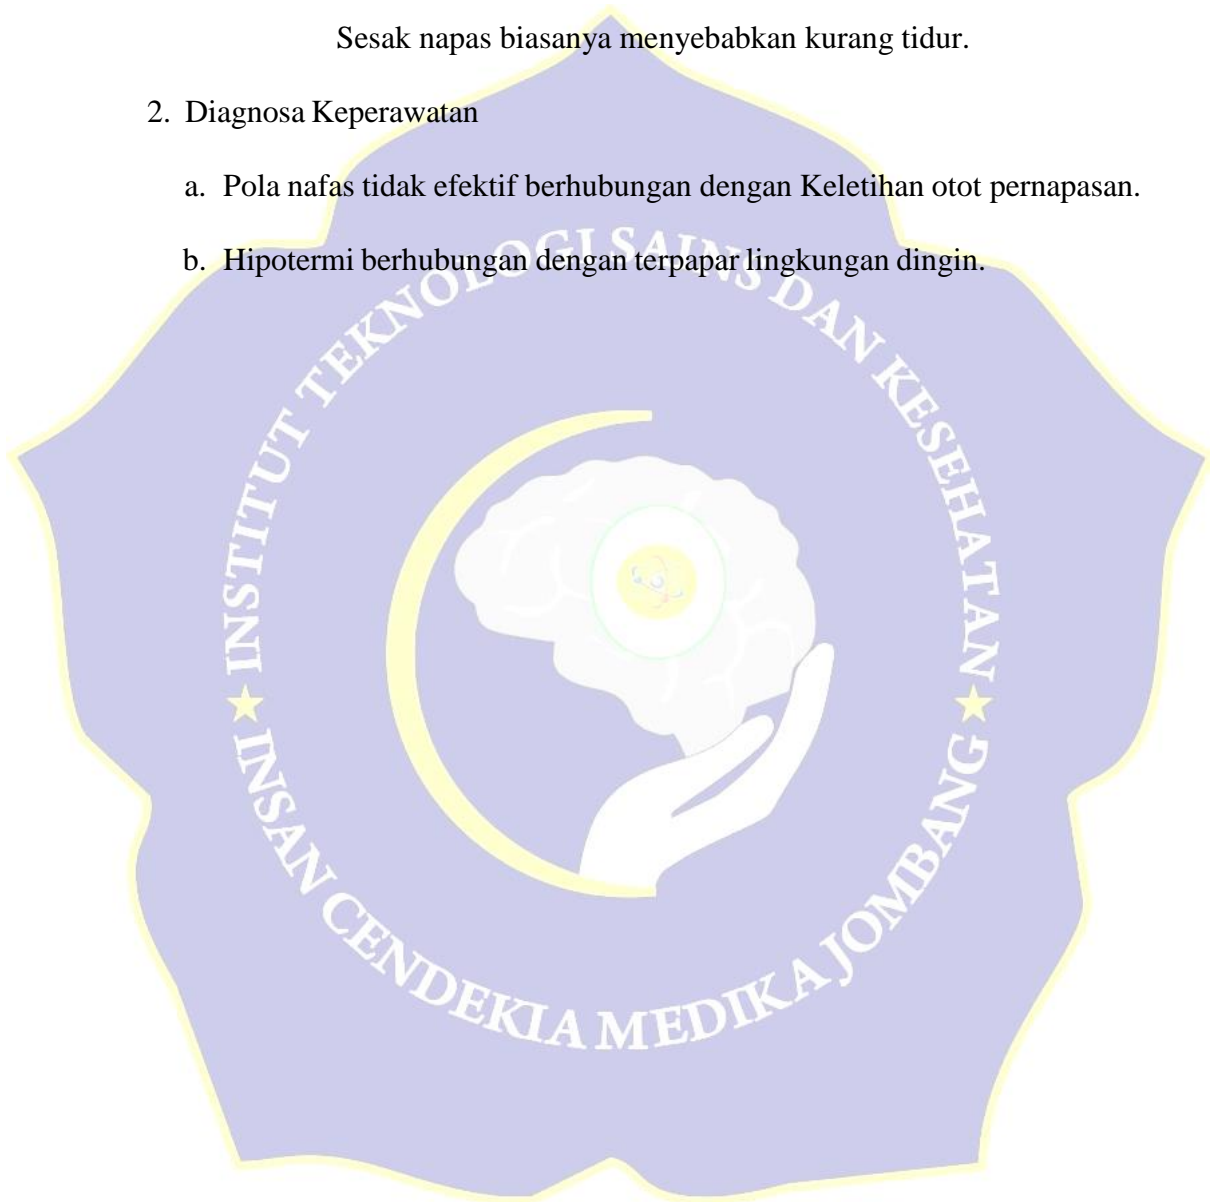 Sesak napas biasanya menyebabkan kurang tidur.
2. Diagnosa Keperawatan
a. Pola nafas tidak efektif berhubungan dengan Keletihan otot pernapasan.
b. Hipotermi berhubungan dengan terpapar lingkungan dingin.
INSTITUT TEKNOLOGI SAINS DAN KESEHATAN
INSAN CENDEKIA MEDIKA JOMBANG